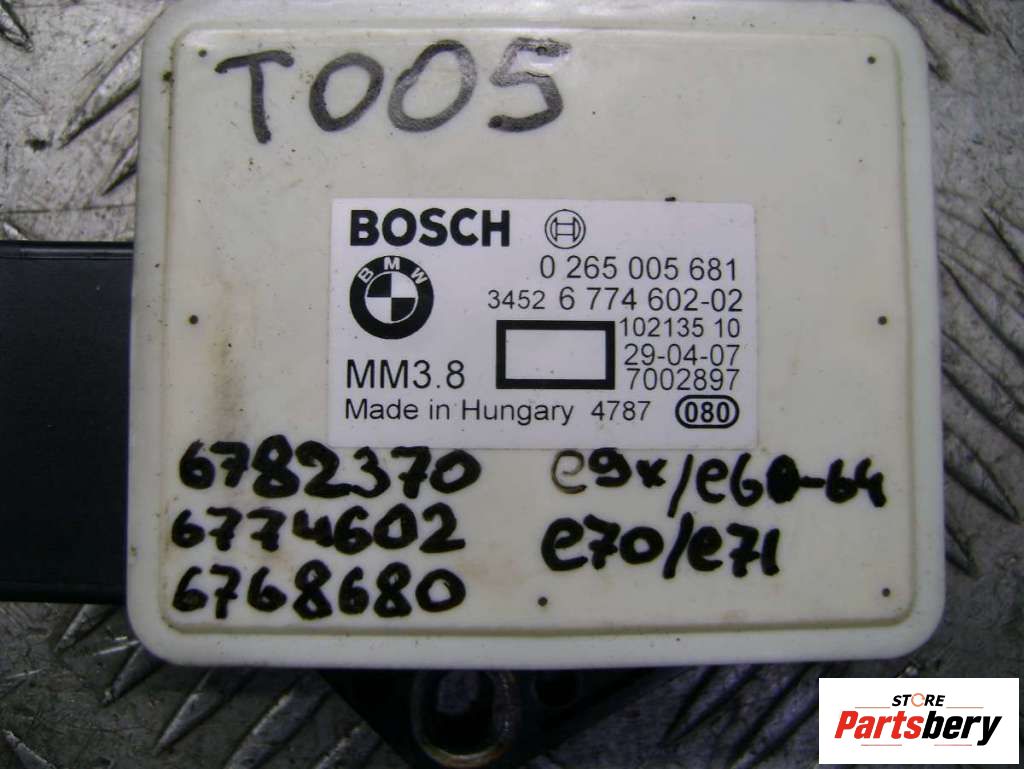 T005
BOSCH
BMW
0 265 005 681
3452 6 774 602-02
102135 10
29-04-07
MM3.8
7002897
Made in Hungary 4787 080
6782370 e9x/e60-64
6774602
e70/e71
6768680
STORE
Partsbery